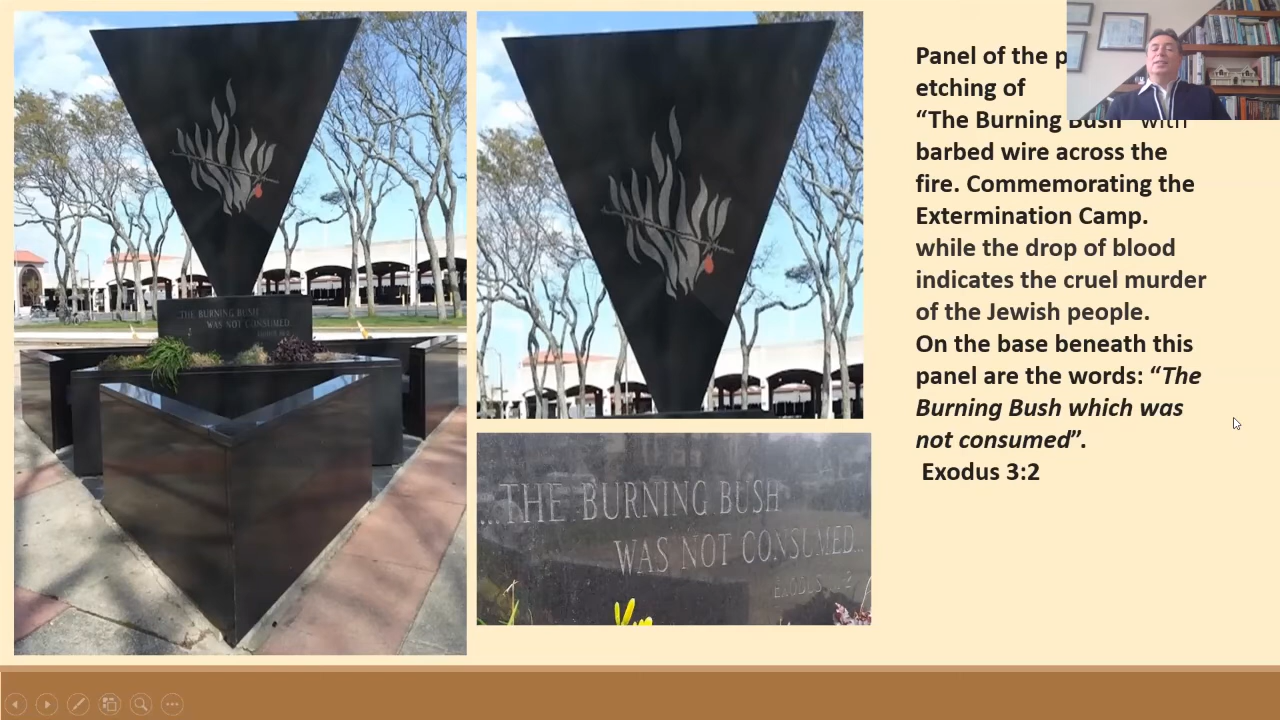 THE BURNING BUSH
WAS NOT CONSUMED
...THE BURNING BUSH
WAS NOT CONSUMED...
EXODUS
Panel of the
etching of
“The Burning Bush” with
barbed wire across the
fire. Commemorating the
Extermination Camp.
while the drop of blood
indicates the cruel murder
of the Jewish people.
On the base beneath this
panel are the words: “The
Burning Bush which was
not consumed”.
Exodus 3:2